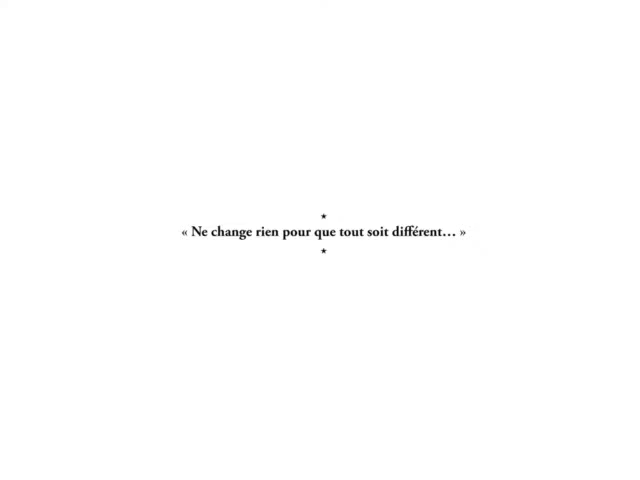 ★
« Ne change rien pour que tout soit différent… »
★